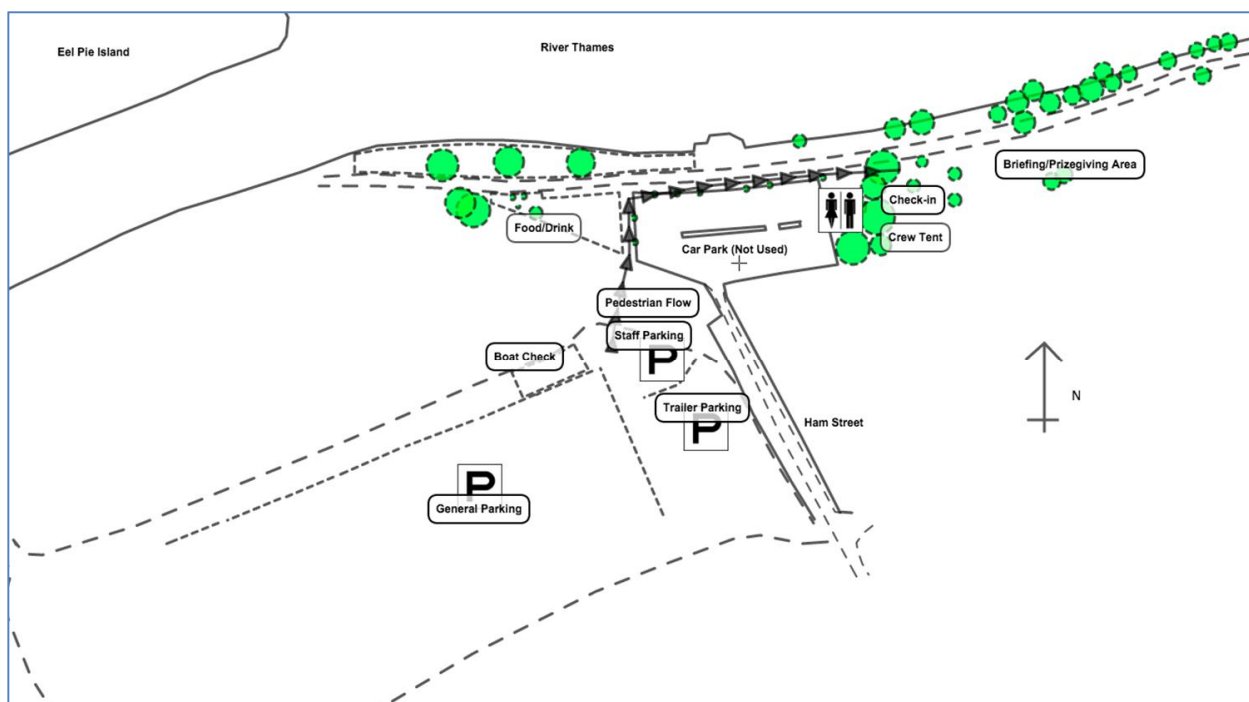 Eel Pie Island
River Thames
Briefing/Prizegiving Area
Check-in
Food/Drink
Crew Tent
Car Park (Not Used)
Pedestrian Flow
Staff Parking
P
Boat Check
Trailer Parking
P
N
Ham Street
P
General Parking